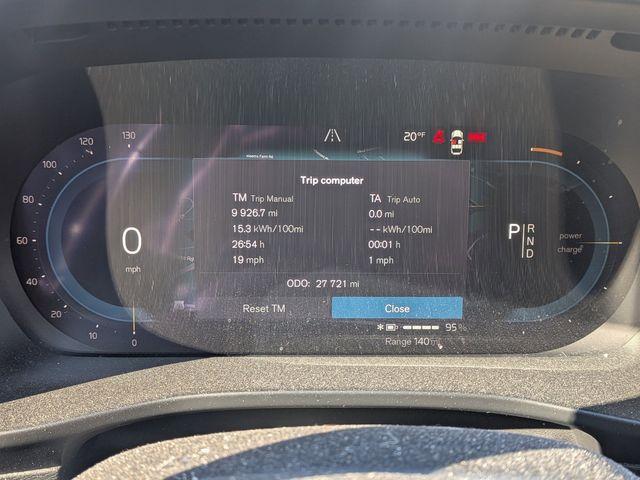 20°F
Trip computer
TM Trip Manual TA Trip Auto
9 926.7 mi 0.0 mi
15.3 kWh/100mi -- kWh/100mi
26:54 h 00:01 h
19 mph 1 mph
ODO: 27 721 mi
Reset TM Close
95%
Range 140 mi
130
120
100
80
60
40
20
10
0
0
mph
P R
N
D
power
charge